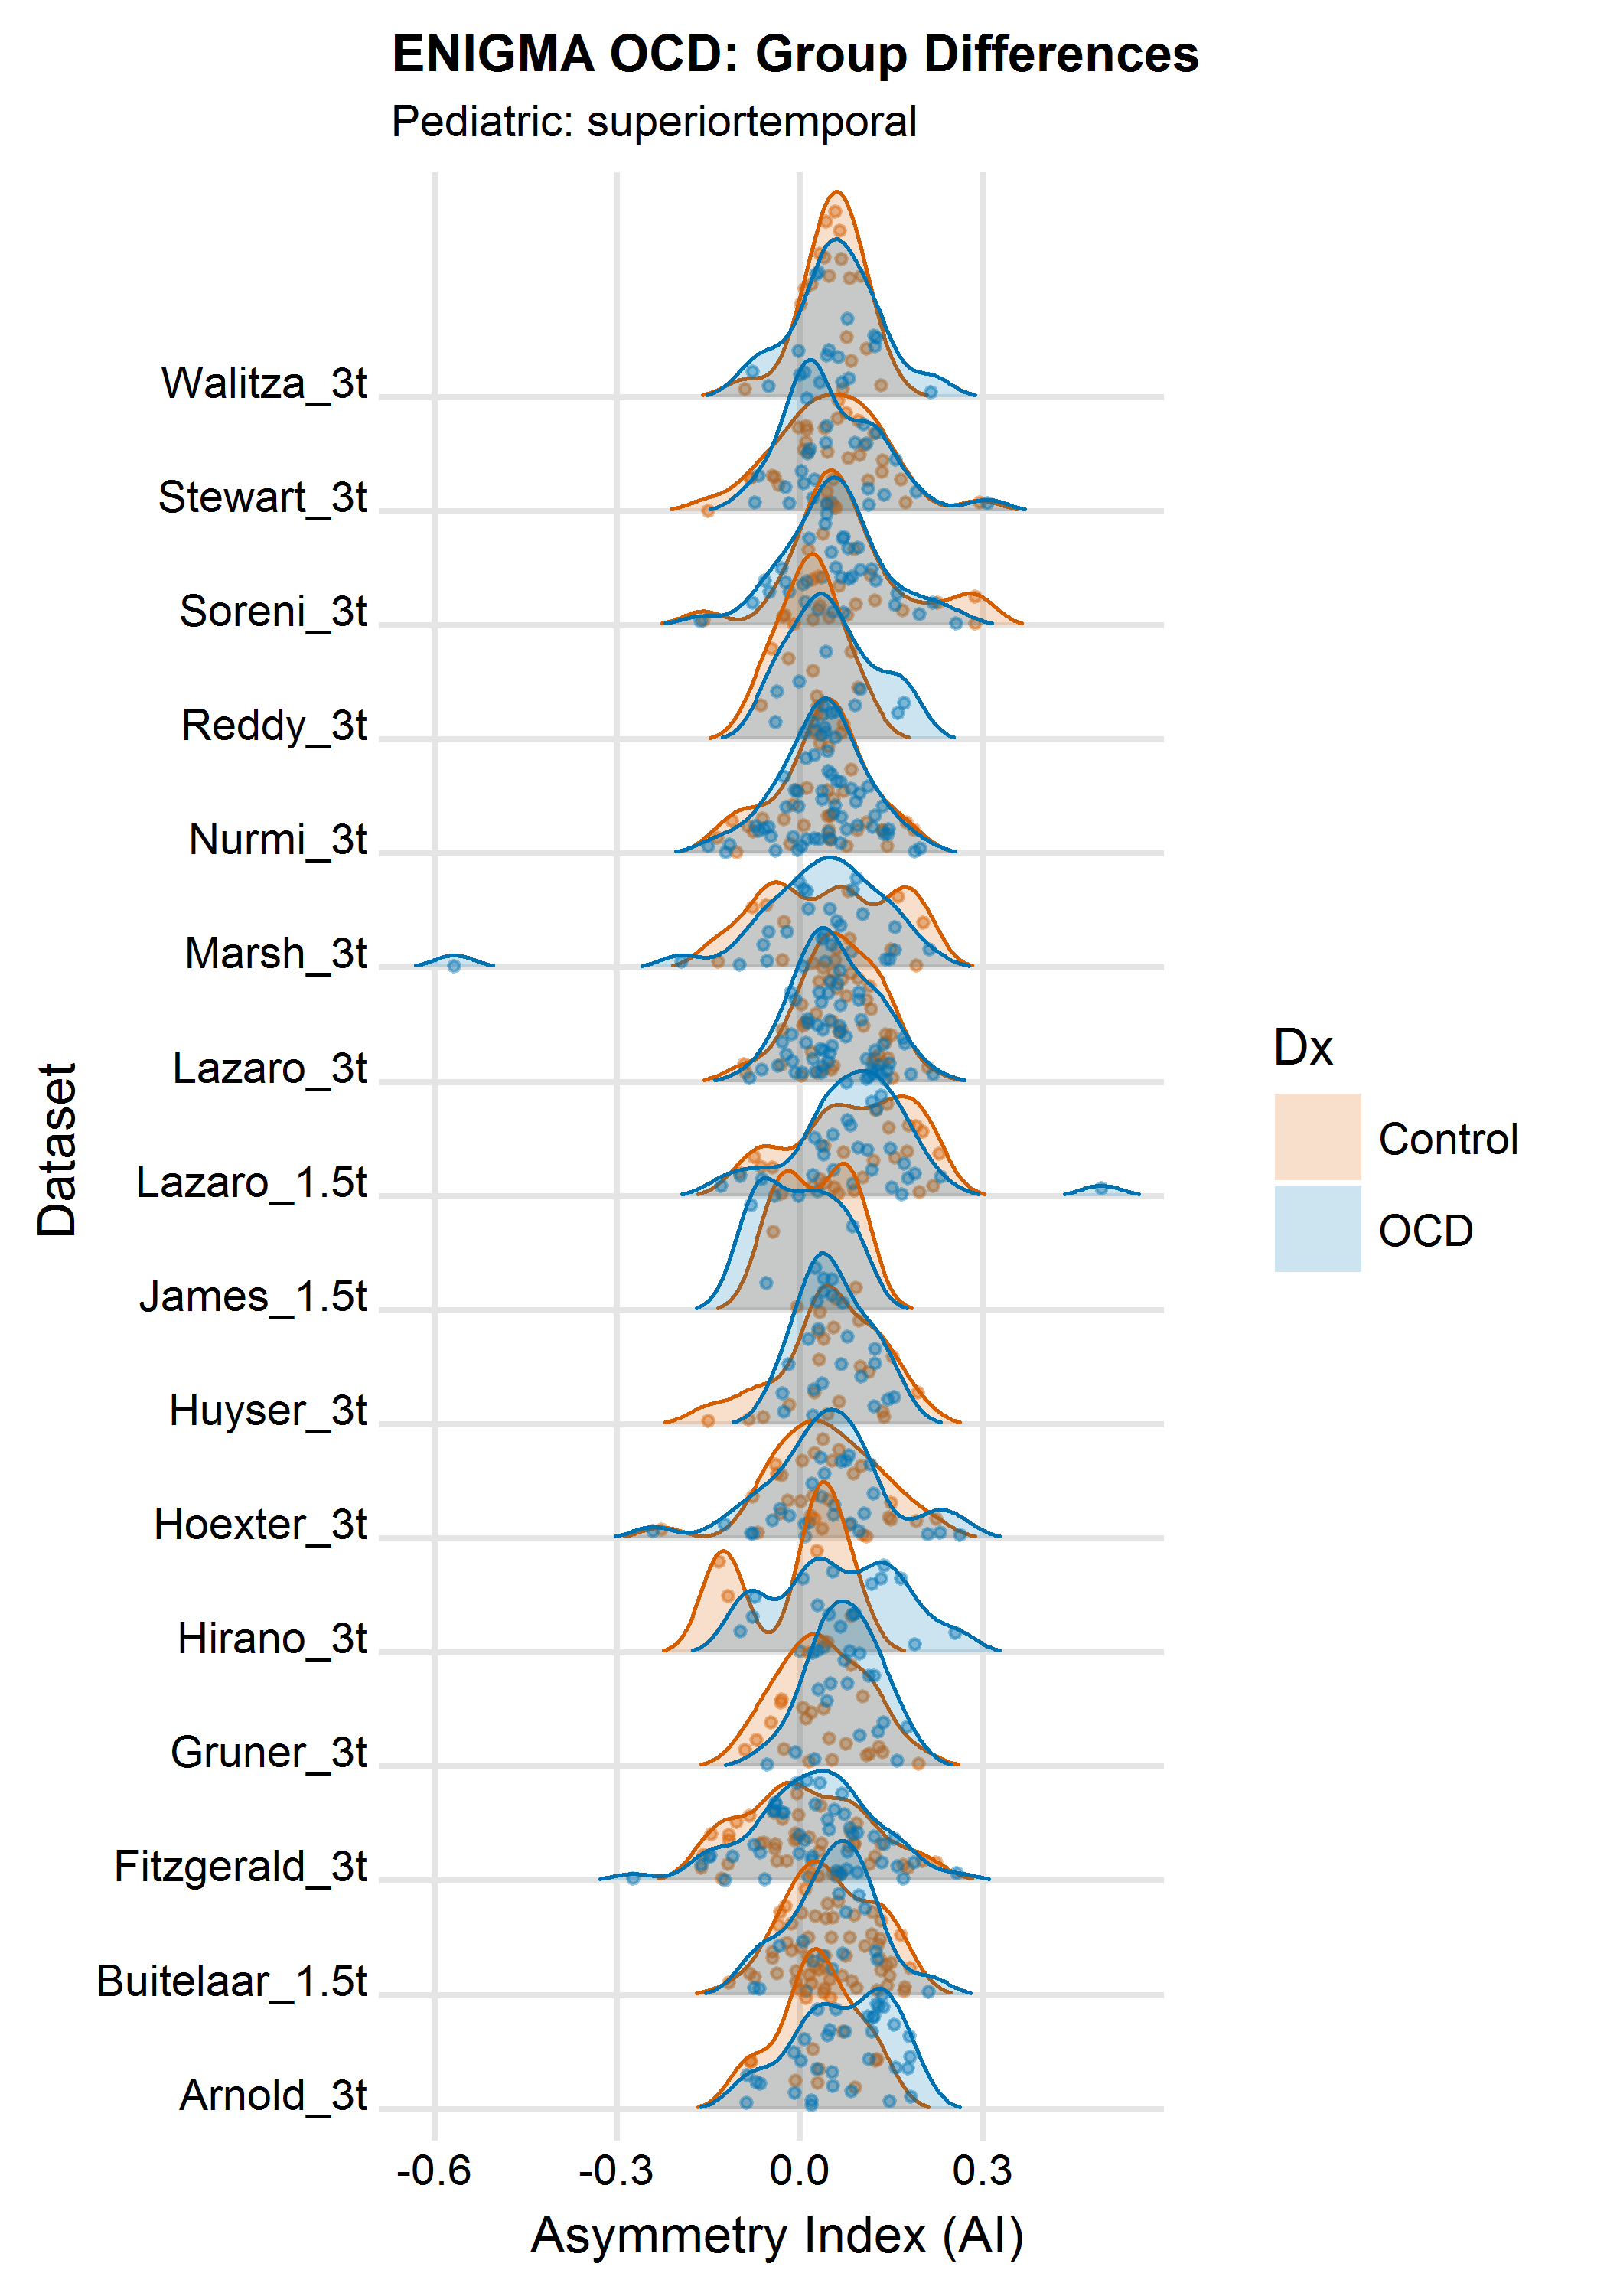 ENIGMA OCD: Group Differences
Pediatric: superiortemporal
Walitza_3t
Stewart_3t
Soreni_3t
Reddy_3t
Nurmi_3t
Marsh_3t
Lazaro_3t
Lazaro_1.5t
James_1.5t
Huyser_3t
Hoexter_3t
Hirano_3t
Gruner_3t
Fitzgerald_3t
Buitelaar_1.5t
Arnold_3t
Dataset
-0.6 -0.3 0.0 0.3
Asymmetry Index (AI)
Dx
Control
OCD